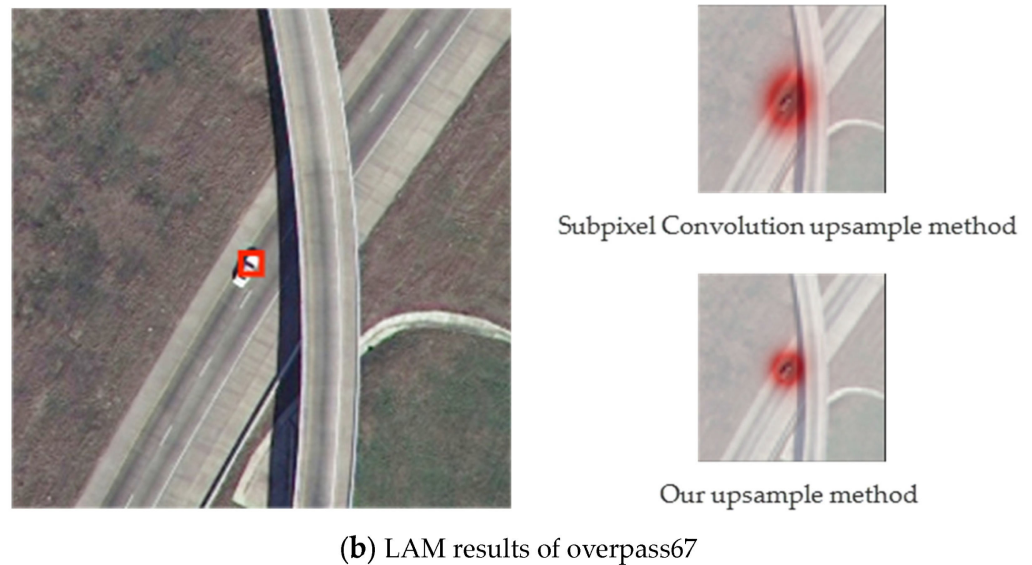 Subpixel Convolution upsample method
Our upsample method
(b) LAM results of overpass67